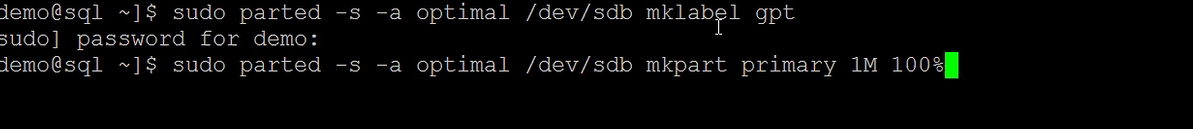 demo@sql ~]$ sudo parted -s -a optimal /dev/sdb mklabel gpt
sudo] password for demo:
demo@sql ~]$ sudo parted -s -a optimal /dev/sdb mkpart primary 1M 100%